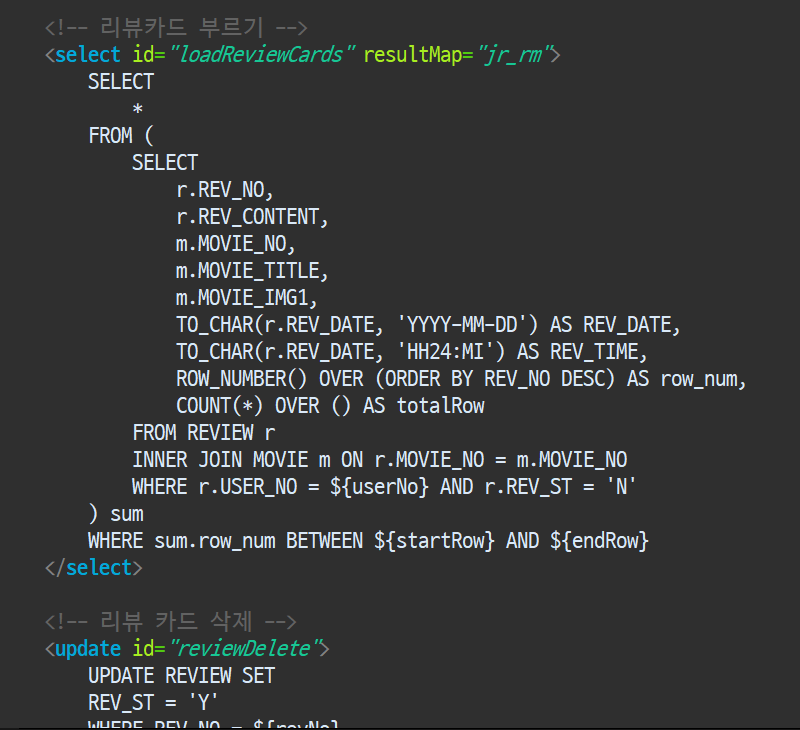 <!-- 리뷰카드 부르기 -->
<select id="loadReviewCards" resultMap="jr_rm">
SELECT
*
FROM (
SELECT
r.REV_NO,
r.REV_CONTENT,
m.MOVIE_NO,
m.MOVIE_TITLE,
m.MOVIE_IMG1,
TO_CHAR(r.REV_DATE, 'YYYY-MM-DD') AS REV_DATE,
TO_CHAR(r.REV_DATE, 'HH24:MI') AS REV_TIME,
ROW_NUMBER() OVER (ORDER BY REV_NO DESC) AS row_num,
COUNT(*) OVER () AS totalRow
FROM REVIEW r
INNER JOIN MOVIE m ON r.MOVIE_NO = m.MOVIE_NO
WHERE r.USER_NO = ${userNo} AND r.REV_ST = 'N'
) sum
WHERE sum.row_num BETWEEN ${startRow} AND ${endRow}
</select>
<!-- 리뷰 카드 삭제 -->
<update id="reviewDelete">
UPDATE REVIEW SET
REV_ST = 'Y'
WHERE REV_NO = ${revNo}